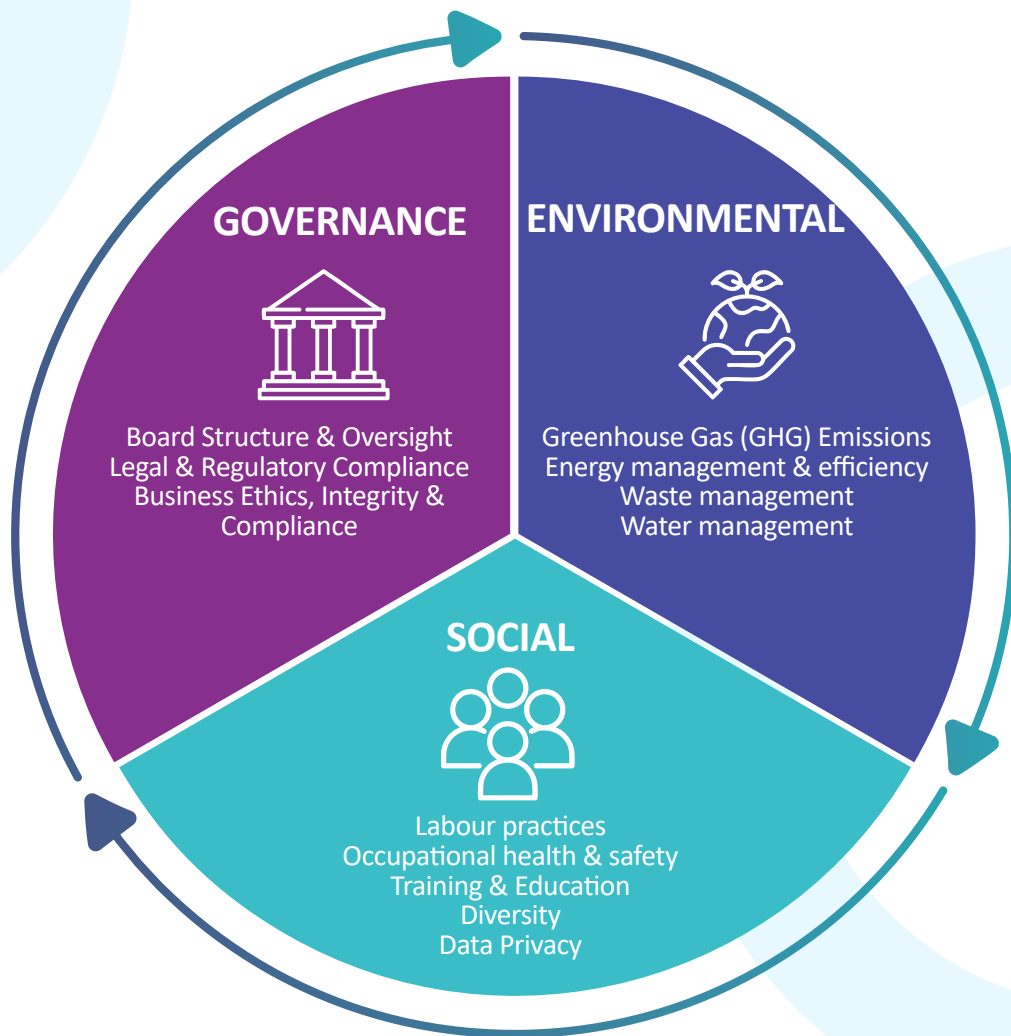 GOVERNANCE
Board Structure & Oversight
Legal & Regulatory Compliance
Business Ethics, Integrity &
Compliance
ENVIRONMENTAL
Greenhouse Gas (GHG) Emissions
Energy management & efficiency
Waste management
Water management
SOCIAL
Labour practices
Occupational health & safety
Training & Education
Diversity
Data Privacy